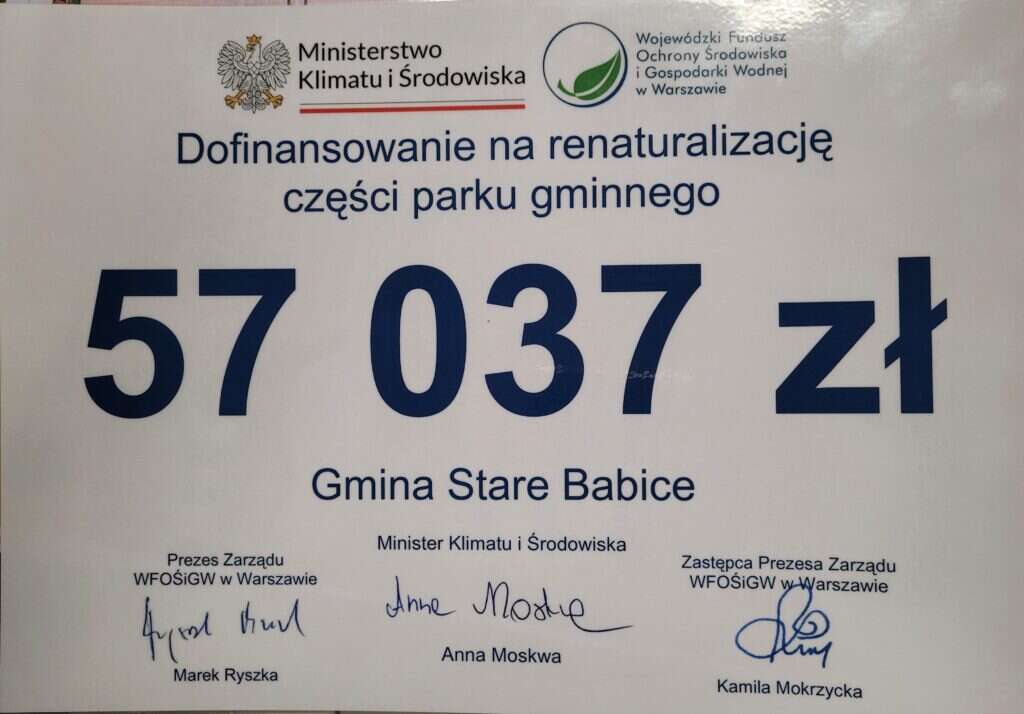 Ministerstwo
Klimatu i Środowiska
Wojewódzki Fundusz
Ochrony Środowiska
i Gospodarki Wodnej
w Warszawie
Dofinansowanie na renaturalizację
części parku gminnego
57 037 zł
Gmina Stare Babice
Prezes Zarządu
WFOŚiGW w Warszawie
Marek Ryszka
Minister Klimatu i Środowiska
Anna Moskwa
Anna Moskwa
Zastępca Prezesa Zarządu
WFOŚiGW w Warszawie
Kamila Mokrzycka